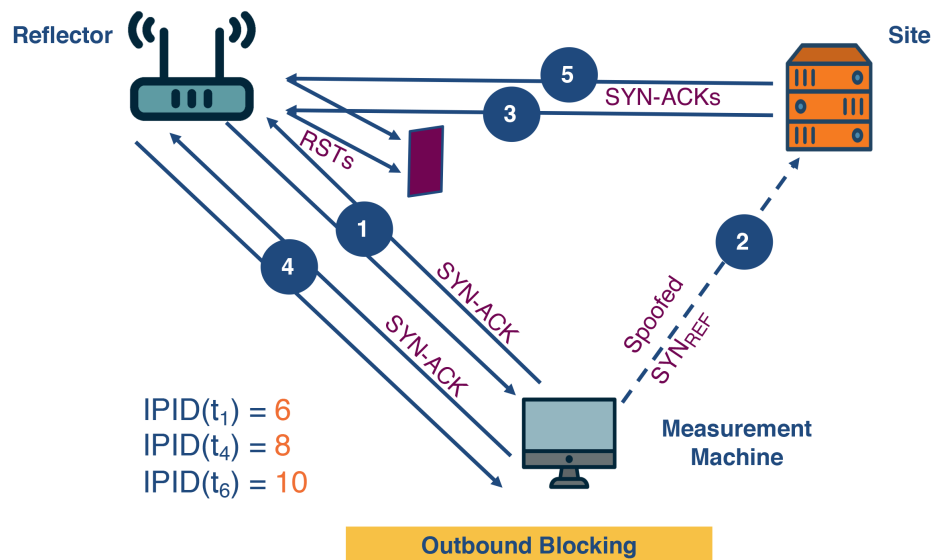 Reflector
Site
5
SYN-ACKs
3
RSTs
1
2
4
SYN-ACK
Spoofed
SYN_REF
SYN-ACK
IPID(t₁) = 6
IPID(t₄) = 8
IPID(t₆) = 10
Measurement
Machine
Outbound Blocking